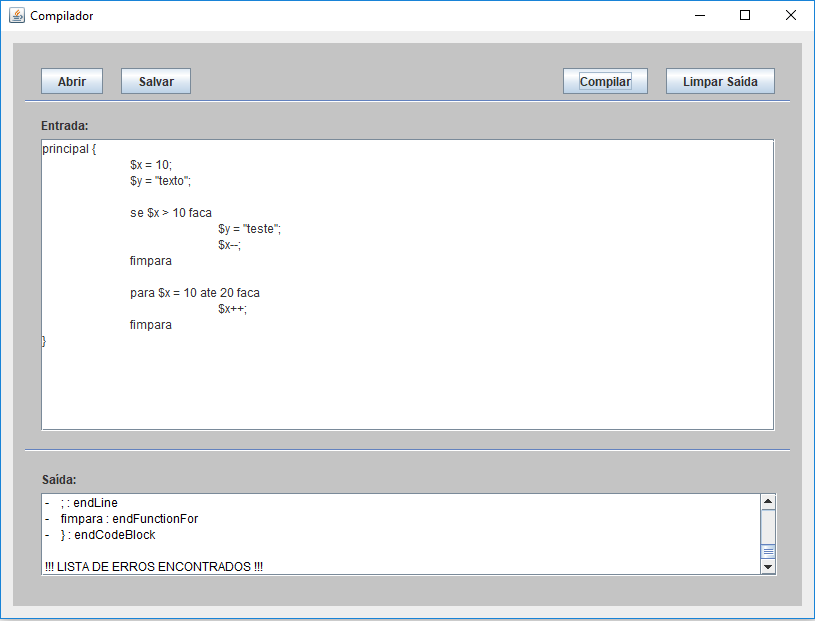 Compilador
Abrir Salvar Compilar Limpar Saída
Entrada:
principal {
$x = 10;
$y = "texto";
se $x > 10 faca
$y = "teste";
$x--;
fimpara
para $x = 10 ate 20 faca
$x++;
fimpara
}
Saída:
- ; : endLine
- fimpara : endFunctionFor
- } : endCodeBlock
!!! LISTA DE ERROS ENCONTRADOS !!!